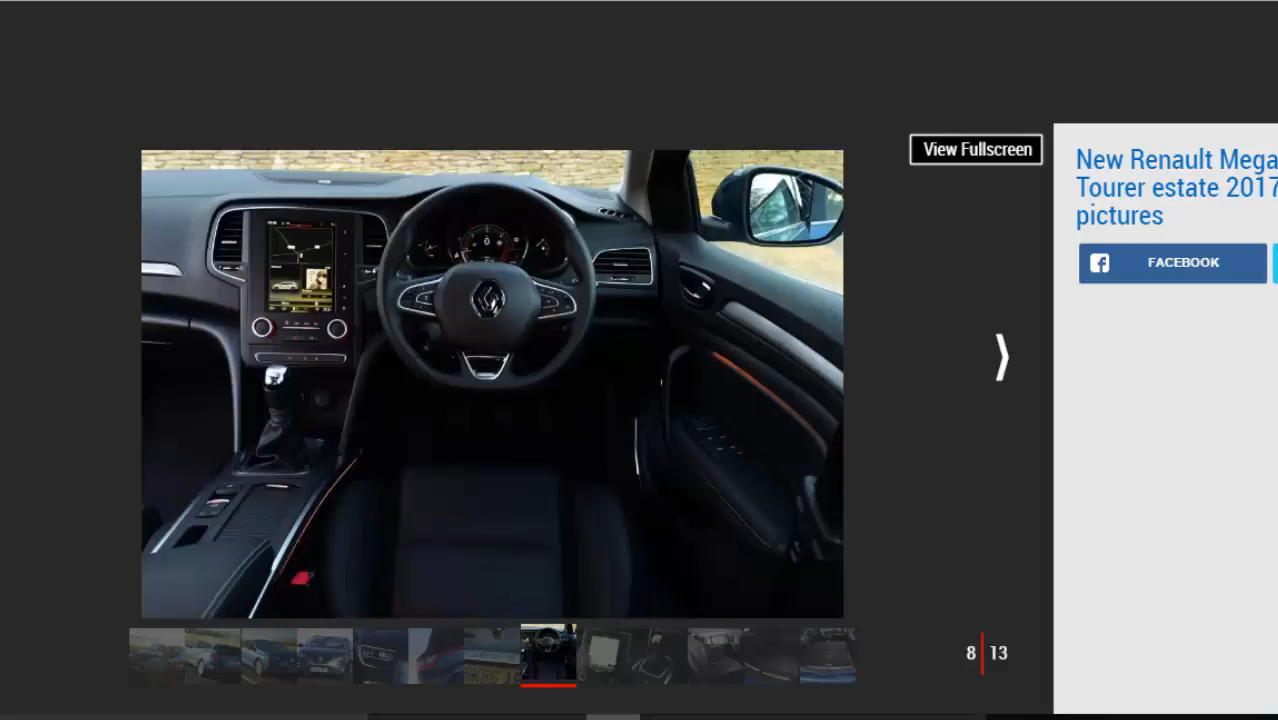 View Fullscreen
New Renault Mega
Tourer estate 2017
pictures
FACEBOOK
8 13